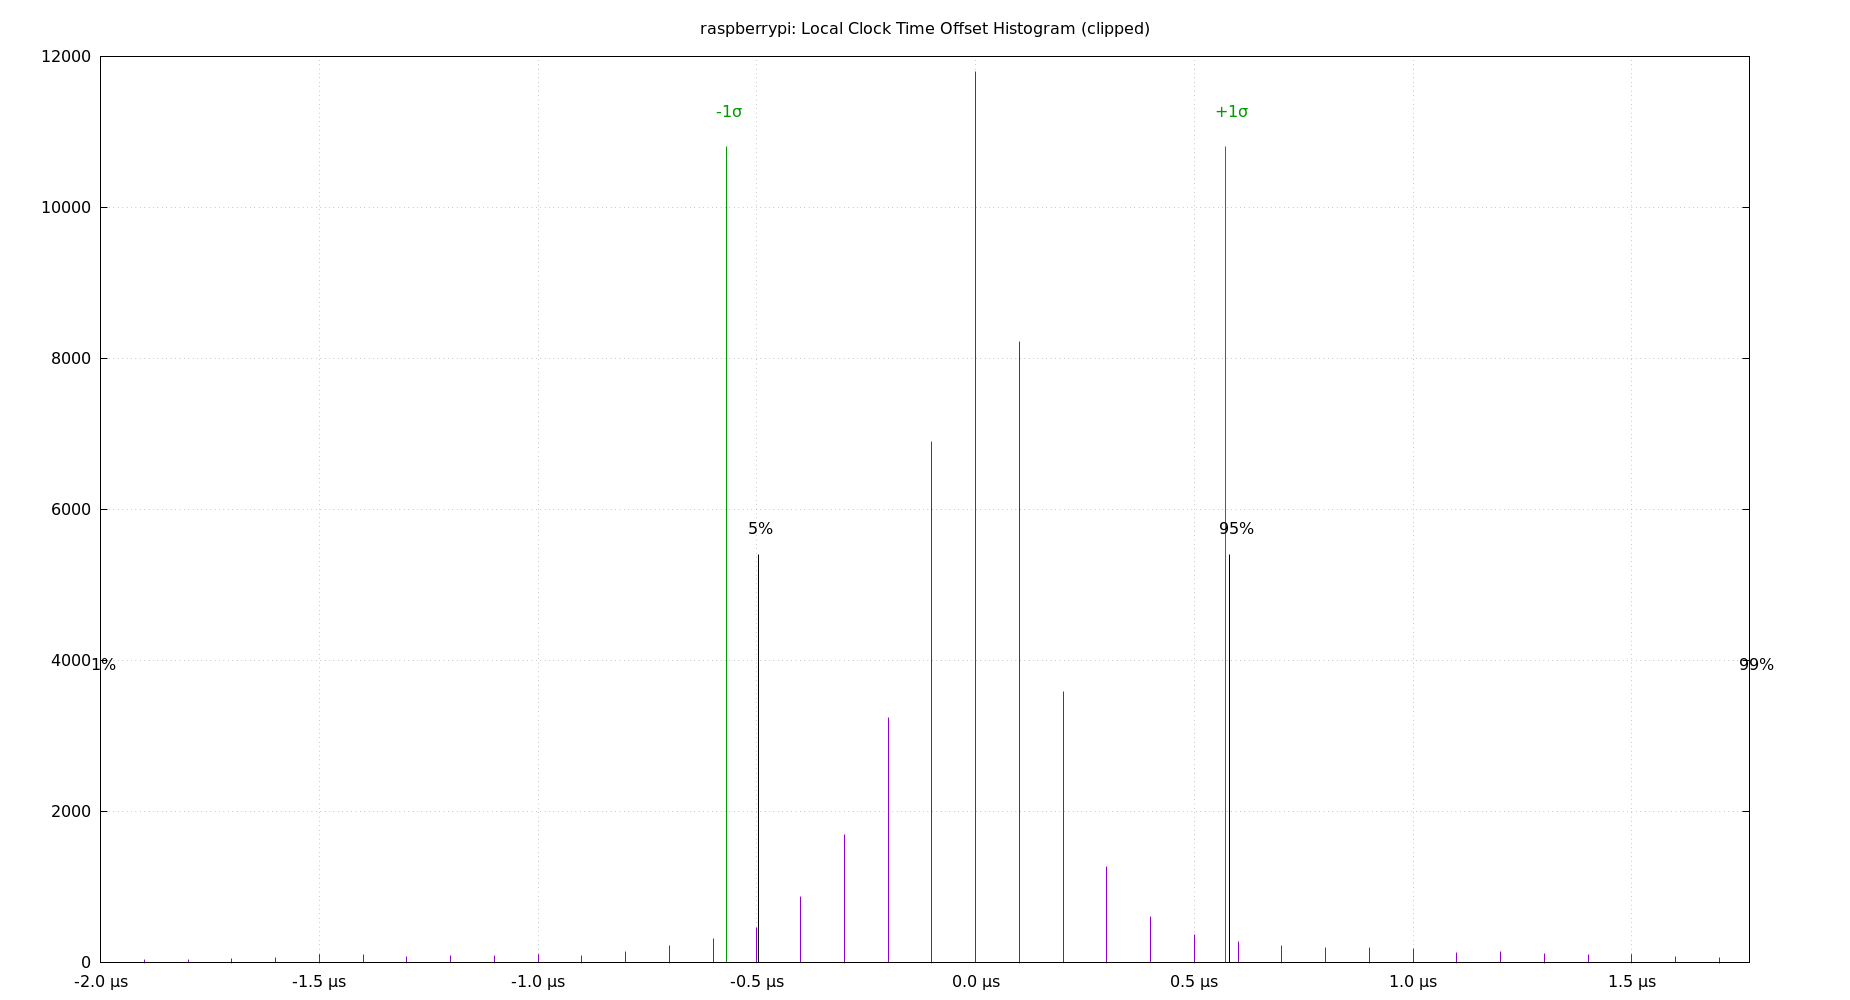 raspberrypi: Local Clock Time Offset Histogram (clipped)
12000
-1σ
+1σ
10000
8000
6000
5%
95%
4000
1%
99%
2000
0
-2.0 µs
-1.5 µs
-1.0 µs
-0.5 µs
0.0 µs
0.5 µs
1.0 µs
1.5 µs